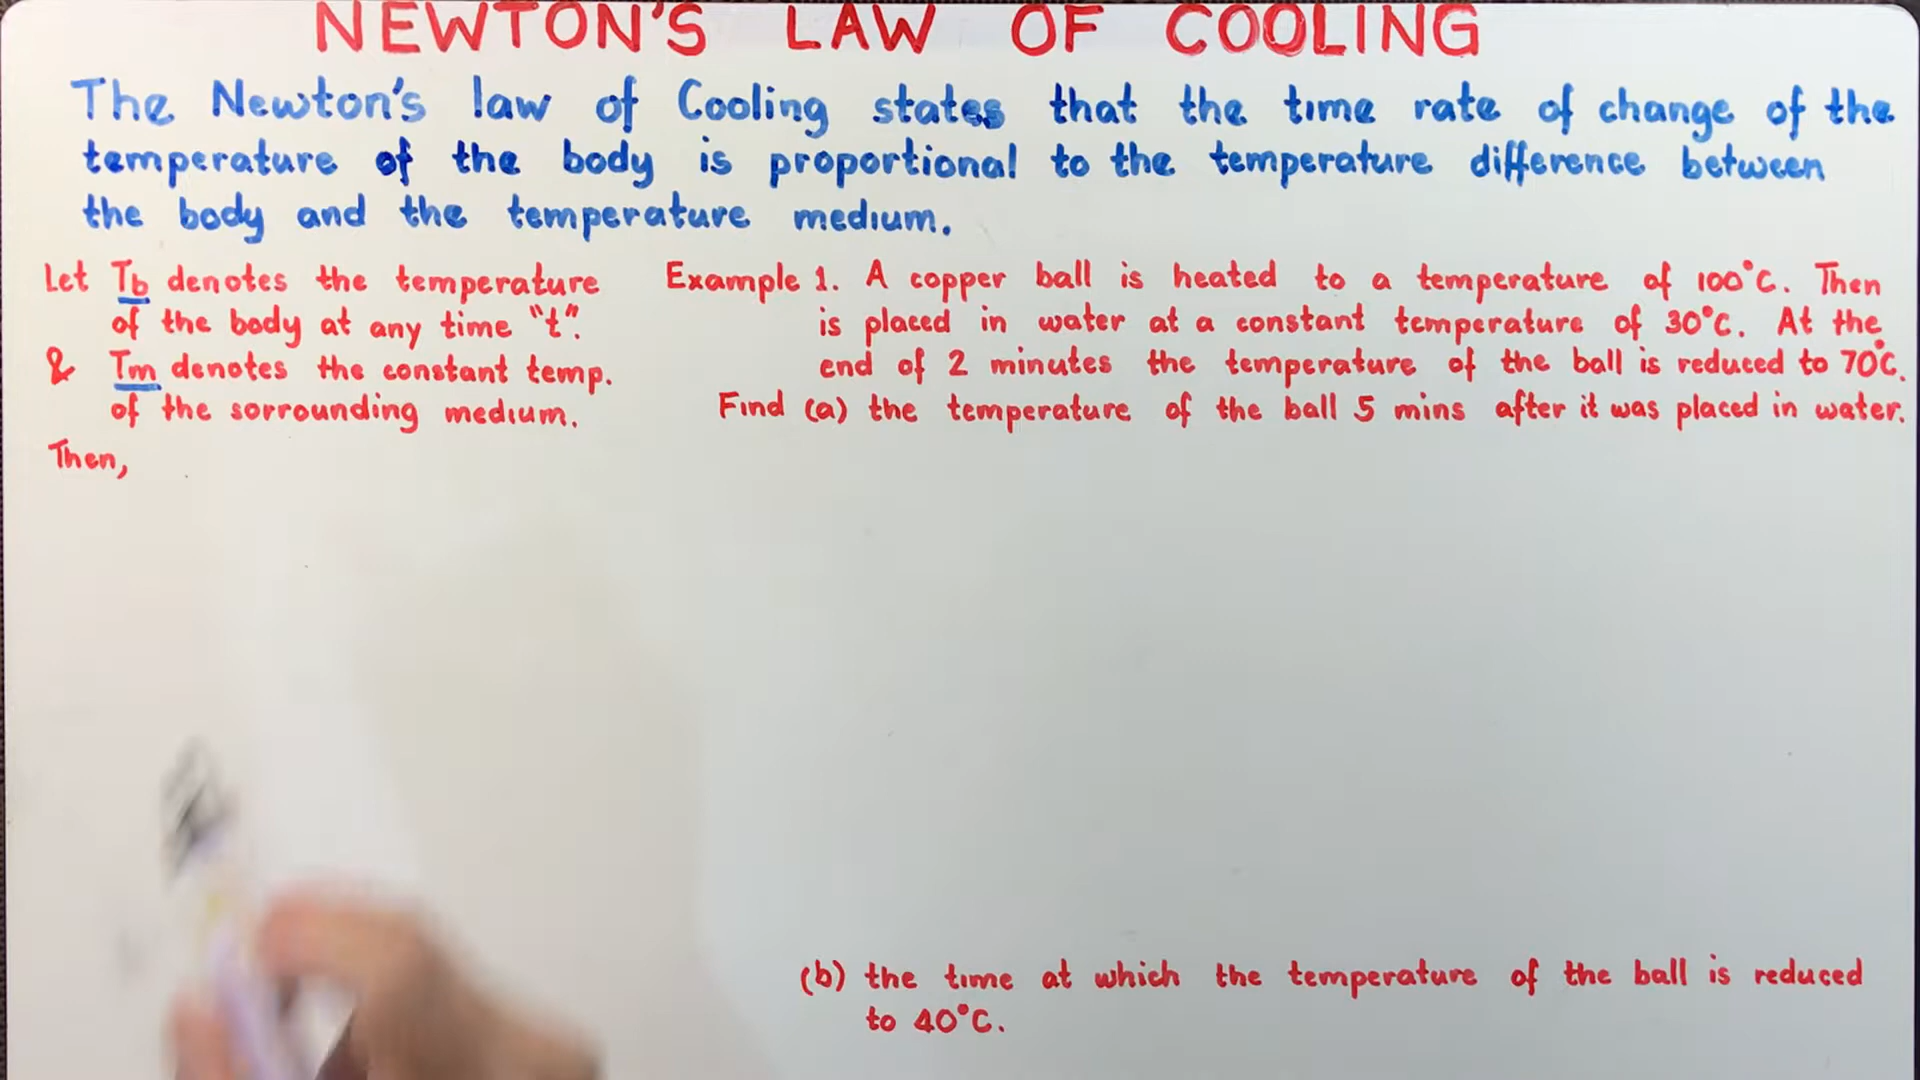 NEWTON'S LAW OF COOLING
The Newton's law of Cooling states that the time rate of change of the
temperature of the body is proportional to the temperature difference between
the body and the temperature medium.
Let Tb denotes the temperature
of the body at any time "t".
& Tm denotes the constant temp.
of the sorrounding medium.
Then,
Example 1. A copper ball is heated to a temperature of 100°C. Then
is placed in water at a constant temperature of 30°C. At the
end of 2 minutes the temperature of the ball is reduced to 70°C.
Find (a) the temperature of the ball 5 mins after it was placed in water.
(b) the time at which the temperature of the ball is reduced
to 40°C.